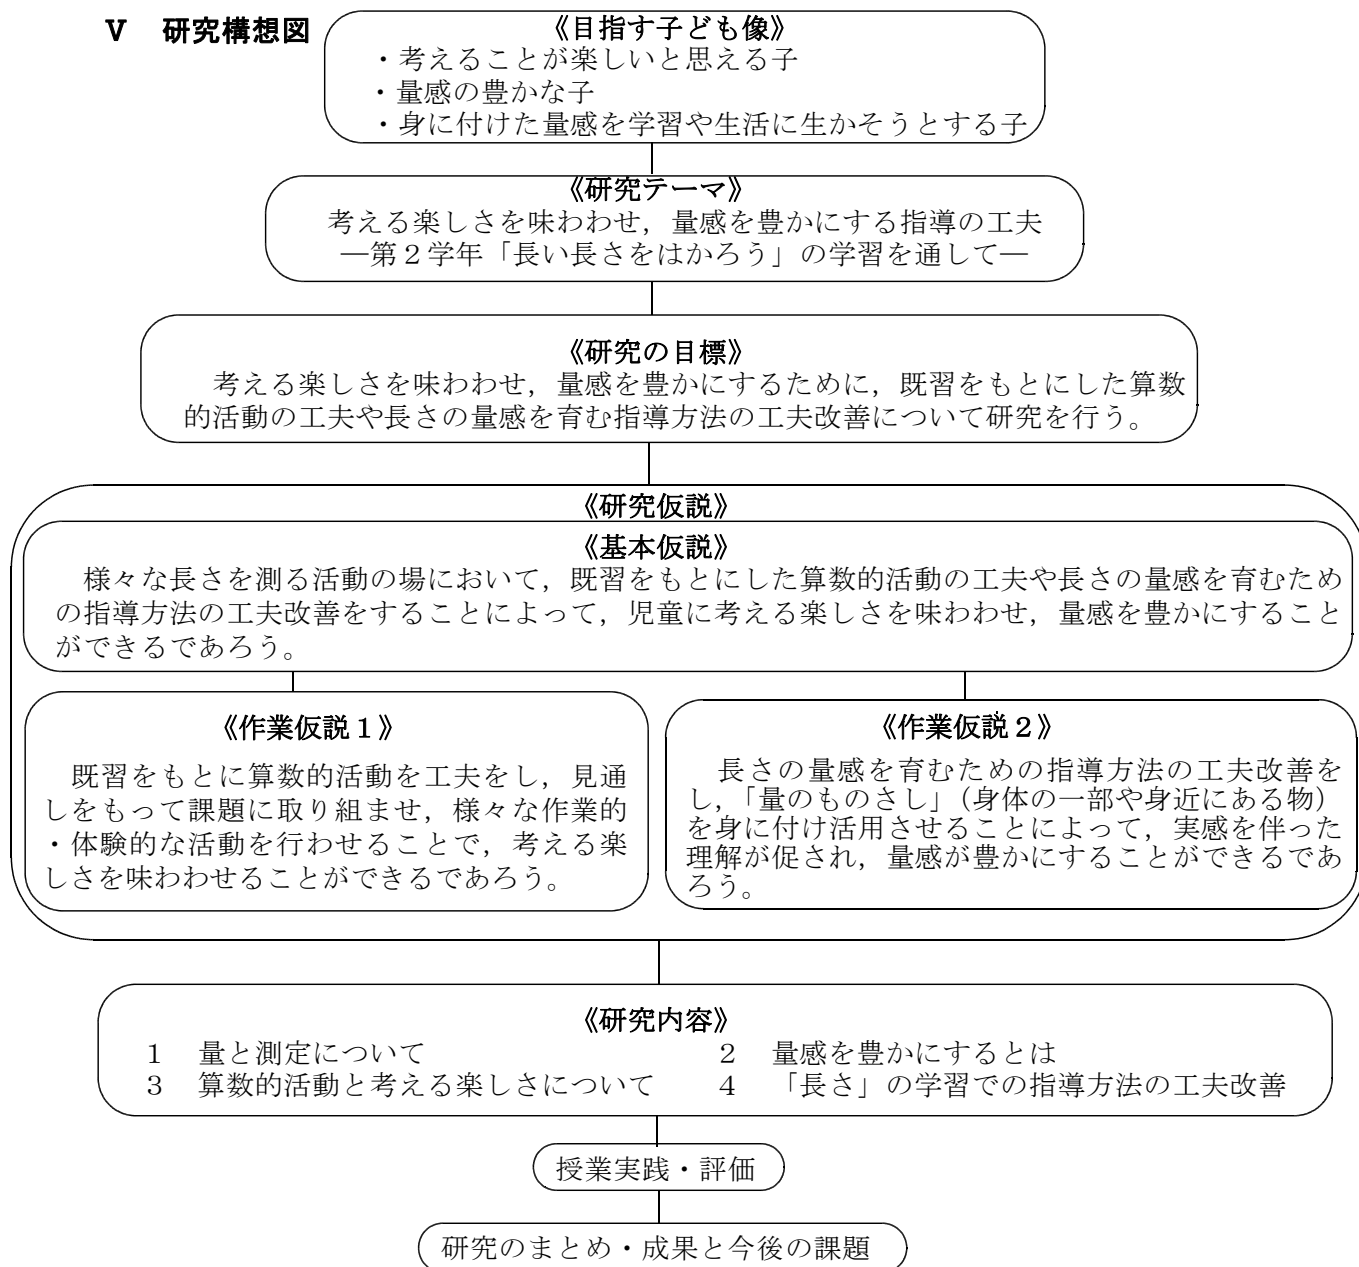 Ⅴ　研究構想図
《目指す子ども像》
・考えることが楽しいと思える子
・量感の豊かな子
・身に付けた量感を学習や生活に生かそうとする子
《研究テーマ》
考える楽しさを味わわせ，量感を豊かにする指導の工夫
―第２学年「長い長さをはかろう」の学習を通して―
《研究の目標》
考える楽しさを味わわせ，量感を豊かにするために，既習をもとにした算数
的活動の工夫や長さの量感を育む指導方法の工夫改善について研究を行う。
《研究仮説》
《基本仮説》
様々な長さを測る活動の場において，既習をもとにした算数的活動の工夫や長さの量感を育むため
の指導方法の工夫改善をすることによって，児童に考える楽しさを味わわせ，量感を豊かにすること
ができるであろう。
《作業仮説１》
既習をもとに算数的活動を工夫をし，見通
しをもって課題に取り組ませ，様々な作業的
・体験的な活動を行わせることで，考える楽
しさを味わわせることができるであろう。
《作業仮説２》
長さの量感を育むための指導方法の工夫改善を
し，「量のものさし」（身体の一部や身近にある物）
を身に付け活用させることによって，実感を伴った
理解が促され，量感が豊かにすることができるであ
ろう。
《研究内容》
１　量と測定について　　２　量感を豊かにするとは
３　算数的活動と考える楽しさについて　　４　「長さ」の学習での指導方法の工夫改善
授業実践・評価
研究のまとめ・成果と今後の課題